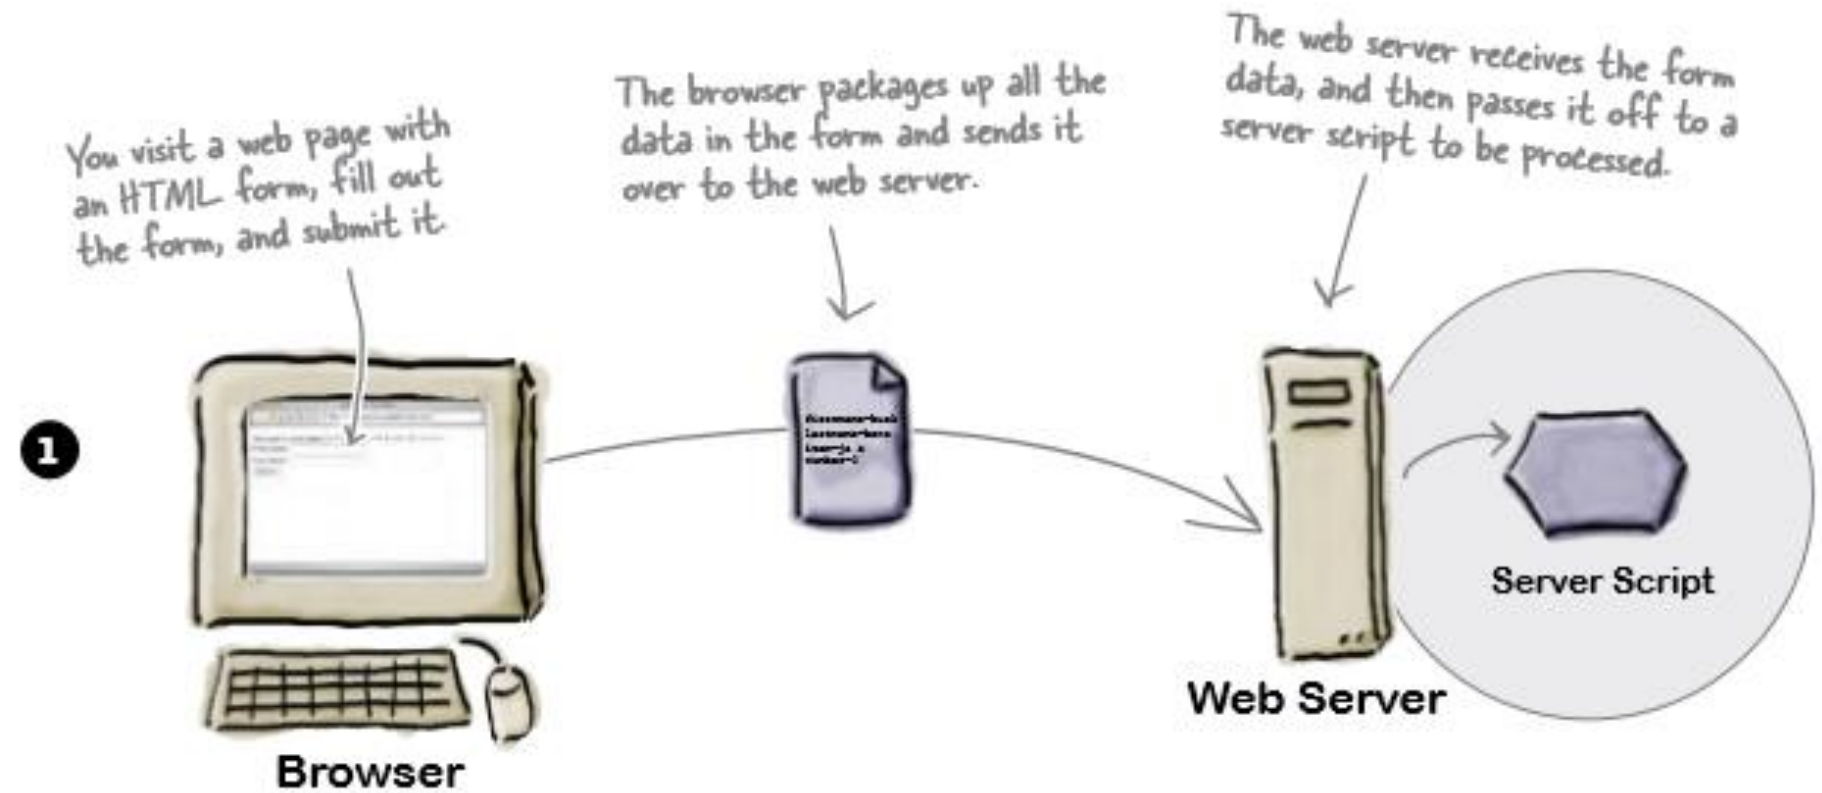 You visit a web page with
an HTML form, fill out
the form, and submit it.
The browser packages up all the
data in the form and sends it
over to the web server.
The web server receives the form
data, and then passes it off to a
server script to be processed.
1
Server Script
Web Server
Browser